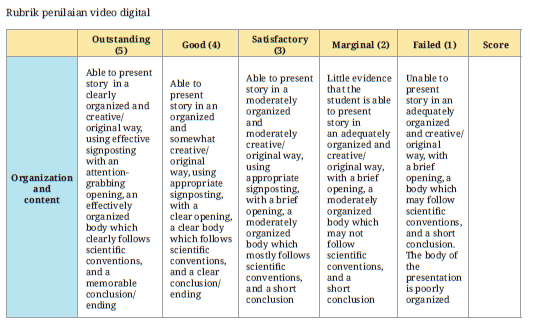 Rubrik penilaian video digital
Outstanding
(5)
Good (4)
Satisfactory
(3)
Marginal (2)
Failed (1)
Score
Organization
and
content
Able to present
story in a
clearly
organized and
creative/
original way,
using effective
signposting
with an
attention-
grabbing
opening, an
effectively
organized
body which
clearly follows
scientific
conventions,
and a
memorable
conclusion/
ending
Able to
present
story in an
organized
and
somewhat
creative/
original
way, using
appropriate
signposting,
with a
clear opening,
a clear body
which follows
scientific
conventions,
and a clear
conclusion/
ending
Able to present
story in a
moderately
organized
and
moderately
creative/
original way,
using
appropriate
signposting,
with a brief
opening, a
moderately
organized
body which
mostly follows
scientific
conventions,
and a short
conclusion
Little evidence
that the
student is able
to present
story in
an adequately
organized and
creative/
original way,
with a brief
opening, a
moderately
organized
body which
may not
follow
scientific
conventions,
and a
short
conclusion
Unable to
present
story in an
adequately
organized
and creative/
original
way, with
a brief
opening, a
body which
may follow
scientific
conventions,
and a short
conclusion.
The body of
the
presentation
is poorly
organized